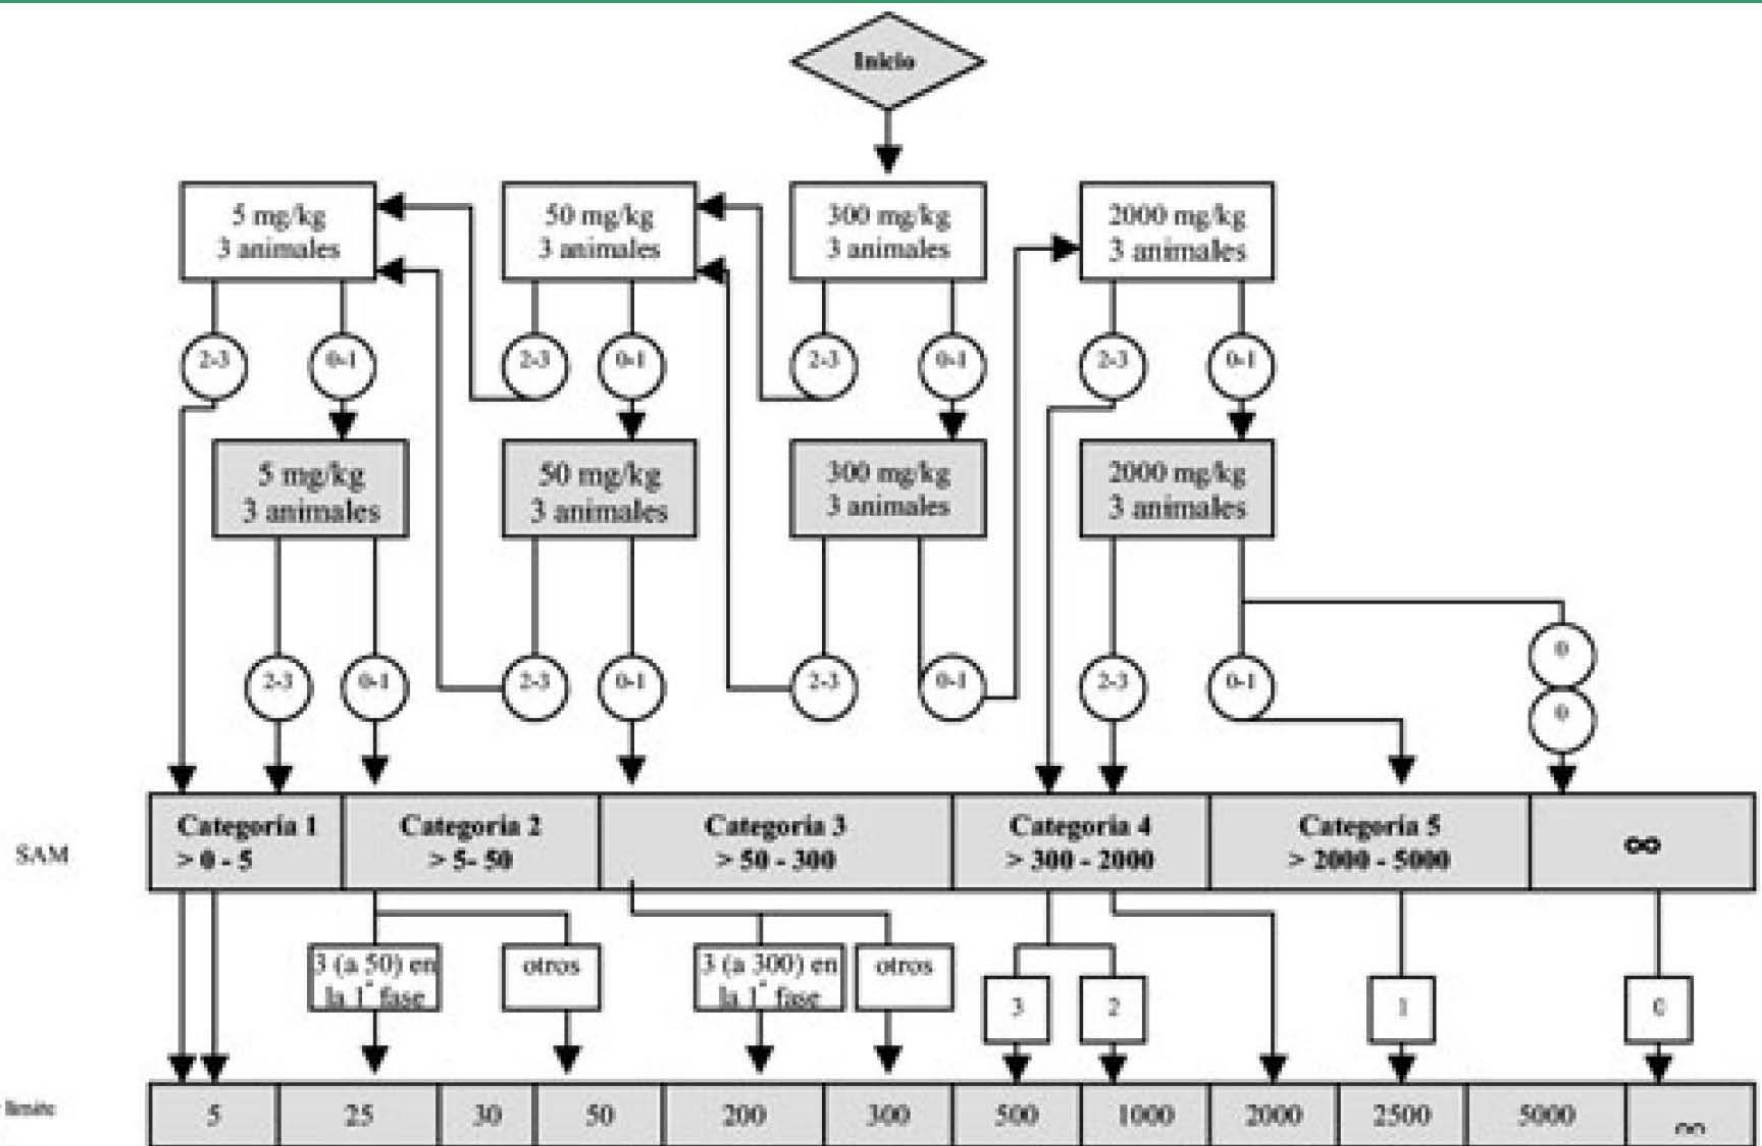 Inicio
5 mg/kg
3 animales
50 mg/kg
3 animales
300 mg/kg
3 animales
2000 mg/kg
3 animales
2-3
0-1
2-3
0-1
2-3
0-1
2-3
0-1
5 mg/kg
3 animales
50 mg/kg
3 animales
300 mg/kg
3 animales
2000 mg/kg
3 animales
2-3
0-1
2-3
0-1
2-3
0-1
2-3
0-1
0
0
SAM
Categoría 1
> 0 - 5
Categoría 2
> 5- 50
Categoría 3
> 50 - 300
Categoría 4
> 300 - 2000
Categoría 5
> 2000 - 5000
∞
3 (a 50) en
la 1ª fase
otros
3 (a 300) en
la 1ª fase
otros
3
2
1
0
límite
5
25
30
50
200
300
500
1000
2000
2500
5000
∞